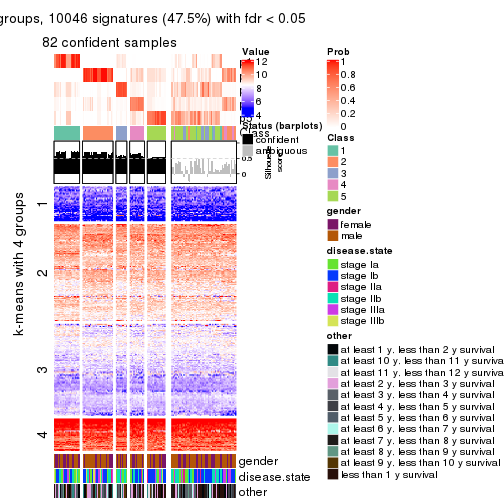 groups, 10046 signatures (47.5%) with fdr < 0.05
82 confident samples
k-means with 4 groups
1
2
3
4
Value
12
10
8
6
4
Status (barplots)
confident
ambiguous
Class
0.5
0
Silhouette
score
gender
disease.state
other
Prob
1
0.8
0.6
0.4
0.2
0
Class
1
2
3
4
5
gender
female
male
disease.state
stage Ia
stage Ib
stage IIa
stage IIb
stage IIIa
stage IIIb
other
at least 1 y. less than 2 y survival
at least 10 y. less than 11 y surviva
at least 11 y. less than 12 y surviva
at least 2 y. less than 3 y survival
at least 3 y. less than 4 y survival
at least 4 y. less than 5 y survival
at least 5 y. less than 6 y survival
at least 6 y. less than 7 y survival
at least 7 y. less than 8 y survival
at least 8 y. less than 9 y survival
at least 9 y. less than 10 y survival
less than 1 y survival